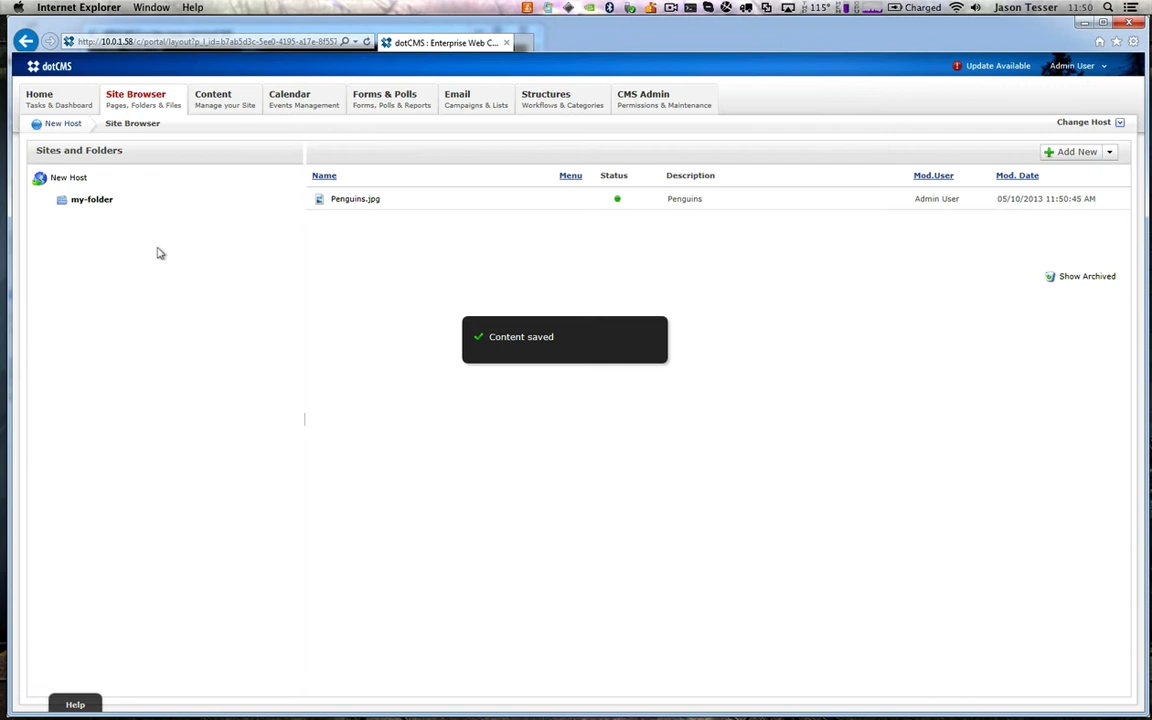 Internet Explorer Window Help 115° Charged Jason Tesser 11:50
dotCMS : Enterprise Web C...
dotCMS Update Available Admin User
Home Site Browser Content Calendar Forms & Polls Email Structures CMS Admin
Tasks & Dashboard Pages, Folders & Files Manage your Site Events Management Forms, Polls & Reports Campaigns & Lists Workflows & Categories Permissions & Maintenance
New Host Site Browser Change Host
Sites and Folders Add New
Name Menu Status Description Mod.User Mod. Date
New Host
my-folder Penguins.jpg Penguins Admin User 05/10/2013 11:50:45 AM
Show Archived
Content saved
Help